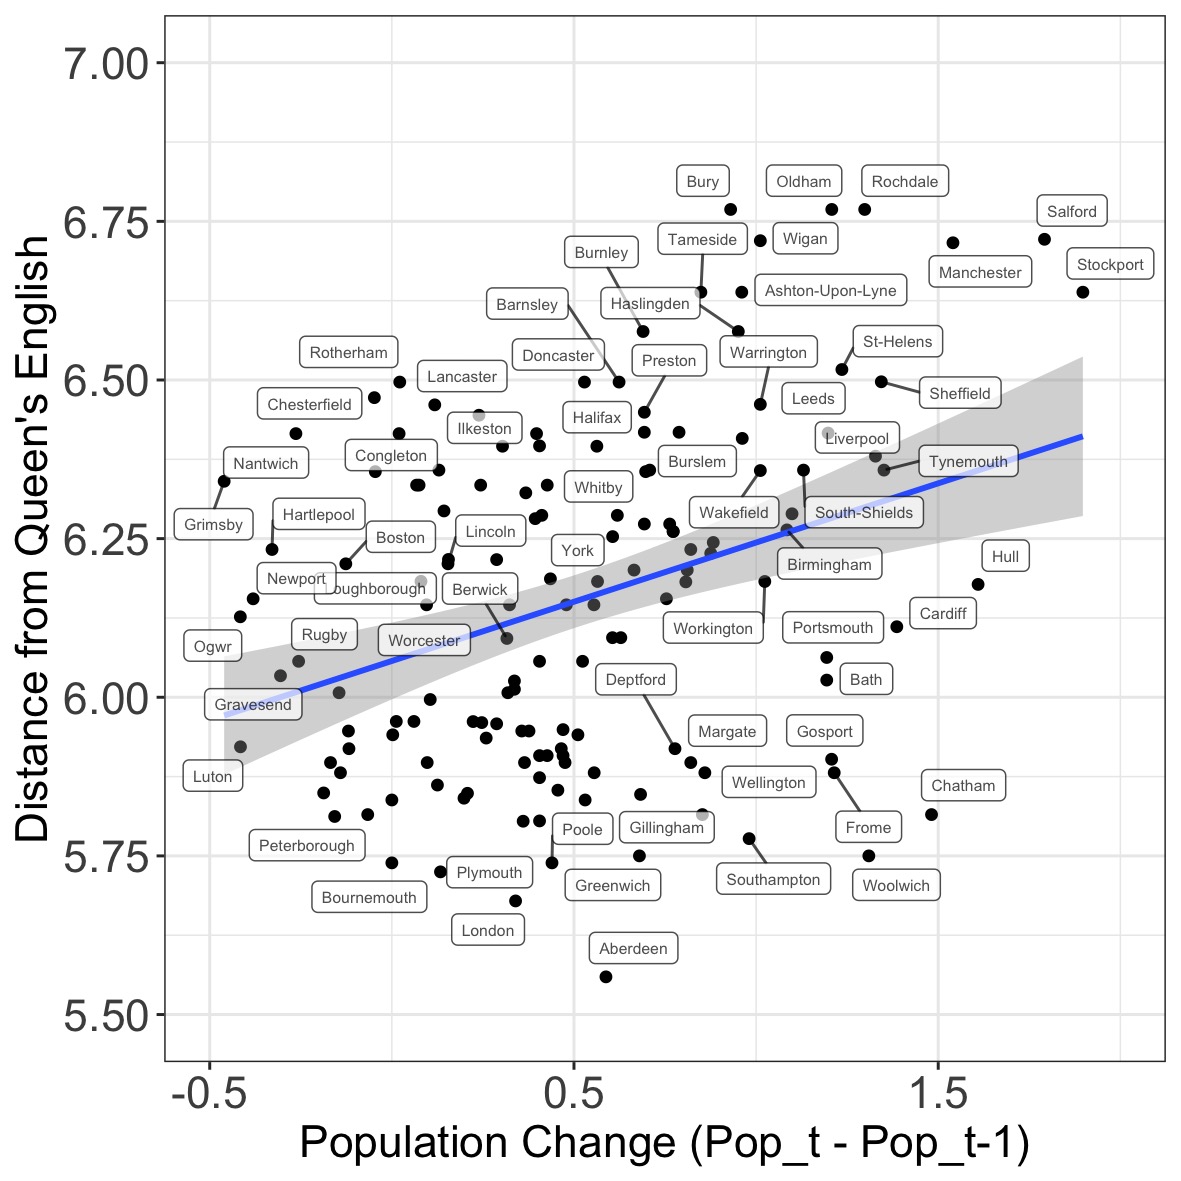 7.00
Bury
Oldham
Rochdale
Salford
6.75
Tameside
Wigan
Burnley
Stockport
Manchester
Barnsley
Haslingden
Ashton-Upon-Lyne
Rotherham
Doncaster
Preston
Warrington
St-Helens
6.50
Lancaster
Chesterfield
Leeds
Sheffield
Halifax
Ilkeston
Liverpool
Congleton
Nantwich
Burslem
Tynemouth
Whitby
Grimsby
Hartlepool
Wakefield
South-Shields
6.25
Boston
Lincoln
York
Hull
Birmingham
Newport
Loughborough
Berwick
Cardiff
Ogwr
Rugby
Worcester
Workington
Portsmouth
6.00
Gravesend
Deptford
Bath
Margate
Gosport
Luton
Wellington
Chatham
Poole
Gillingham
Frome
Peterborough
5.75
Plymouth
Greenwich
Southampton
Woolwich
Bournemouth
London
Aberdeen
5.50
Distance from Queen's English
-0.5
0.5
1.5
Population Change (Pop_t - Pop_t-1)